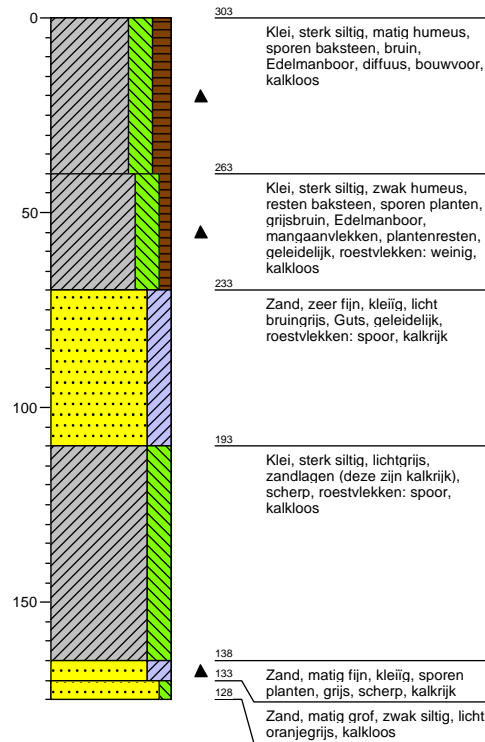 0
303
Klei, sterk siltig, matig humeus,
sporen baksteen, bruin,
Edelmanboor, diffuus, bouwvoor,
kalkloos
263
50
Klei, sterk siltig, zwak humeus,
resten baksteen, sporen planten,
grijsbruin, Edelmanboor,
mangaanvlekken, plantenresten,
geleidelijk, roestvlekken: weinig,
kalkloos
233
Zand, zeer fijn, kleiïg, licht
bruingrijs, Guts, geleidelijk,
roestvlekken: spoor, kalkrijk
100
193
Klei, sterk siltig, lichtgrijs,
zandlagen (deze zijn kalkrijk),
scherp, roestvlekken: spoor,
kalkloos
150
138
Zand, matig fijn, kleiïg, sporen
planten, grijs, scherp, kalkrijk
133
128
Zand, matig grof, zwak siltig, licht
oranjegrijs, kalkloos